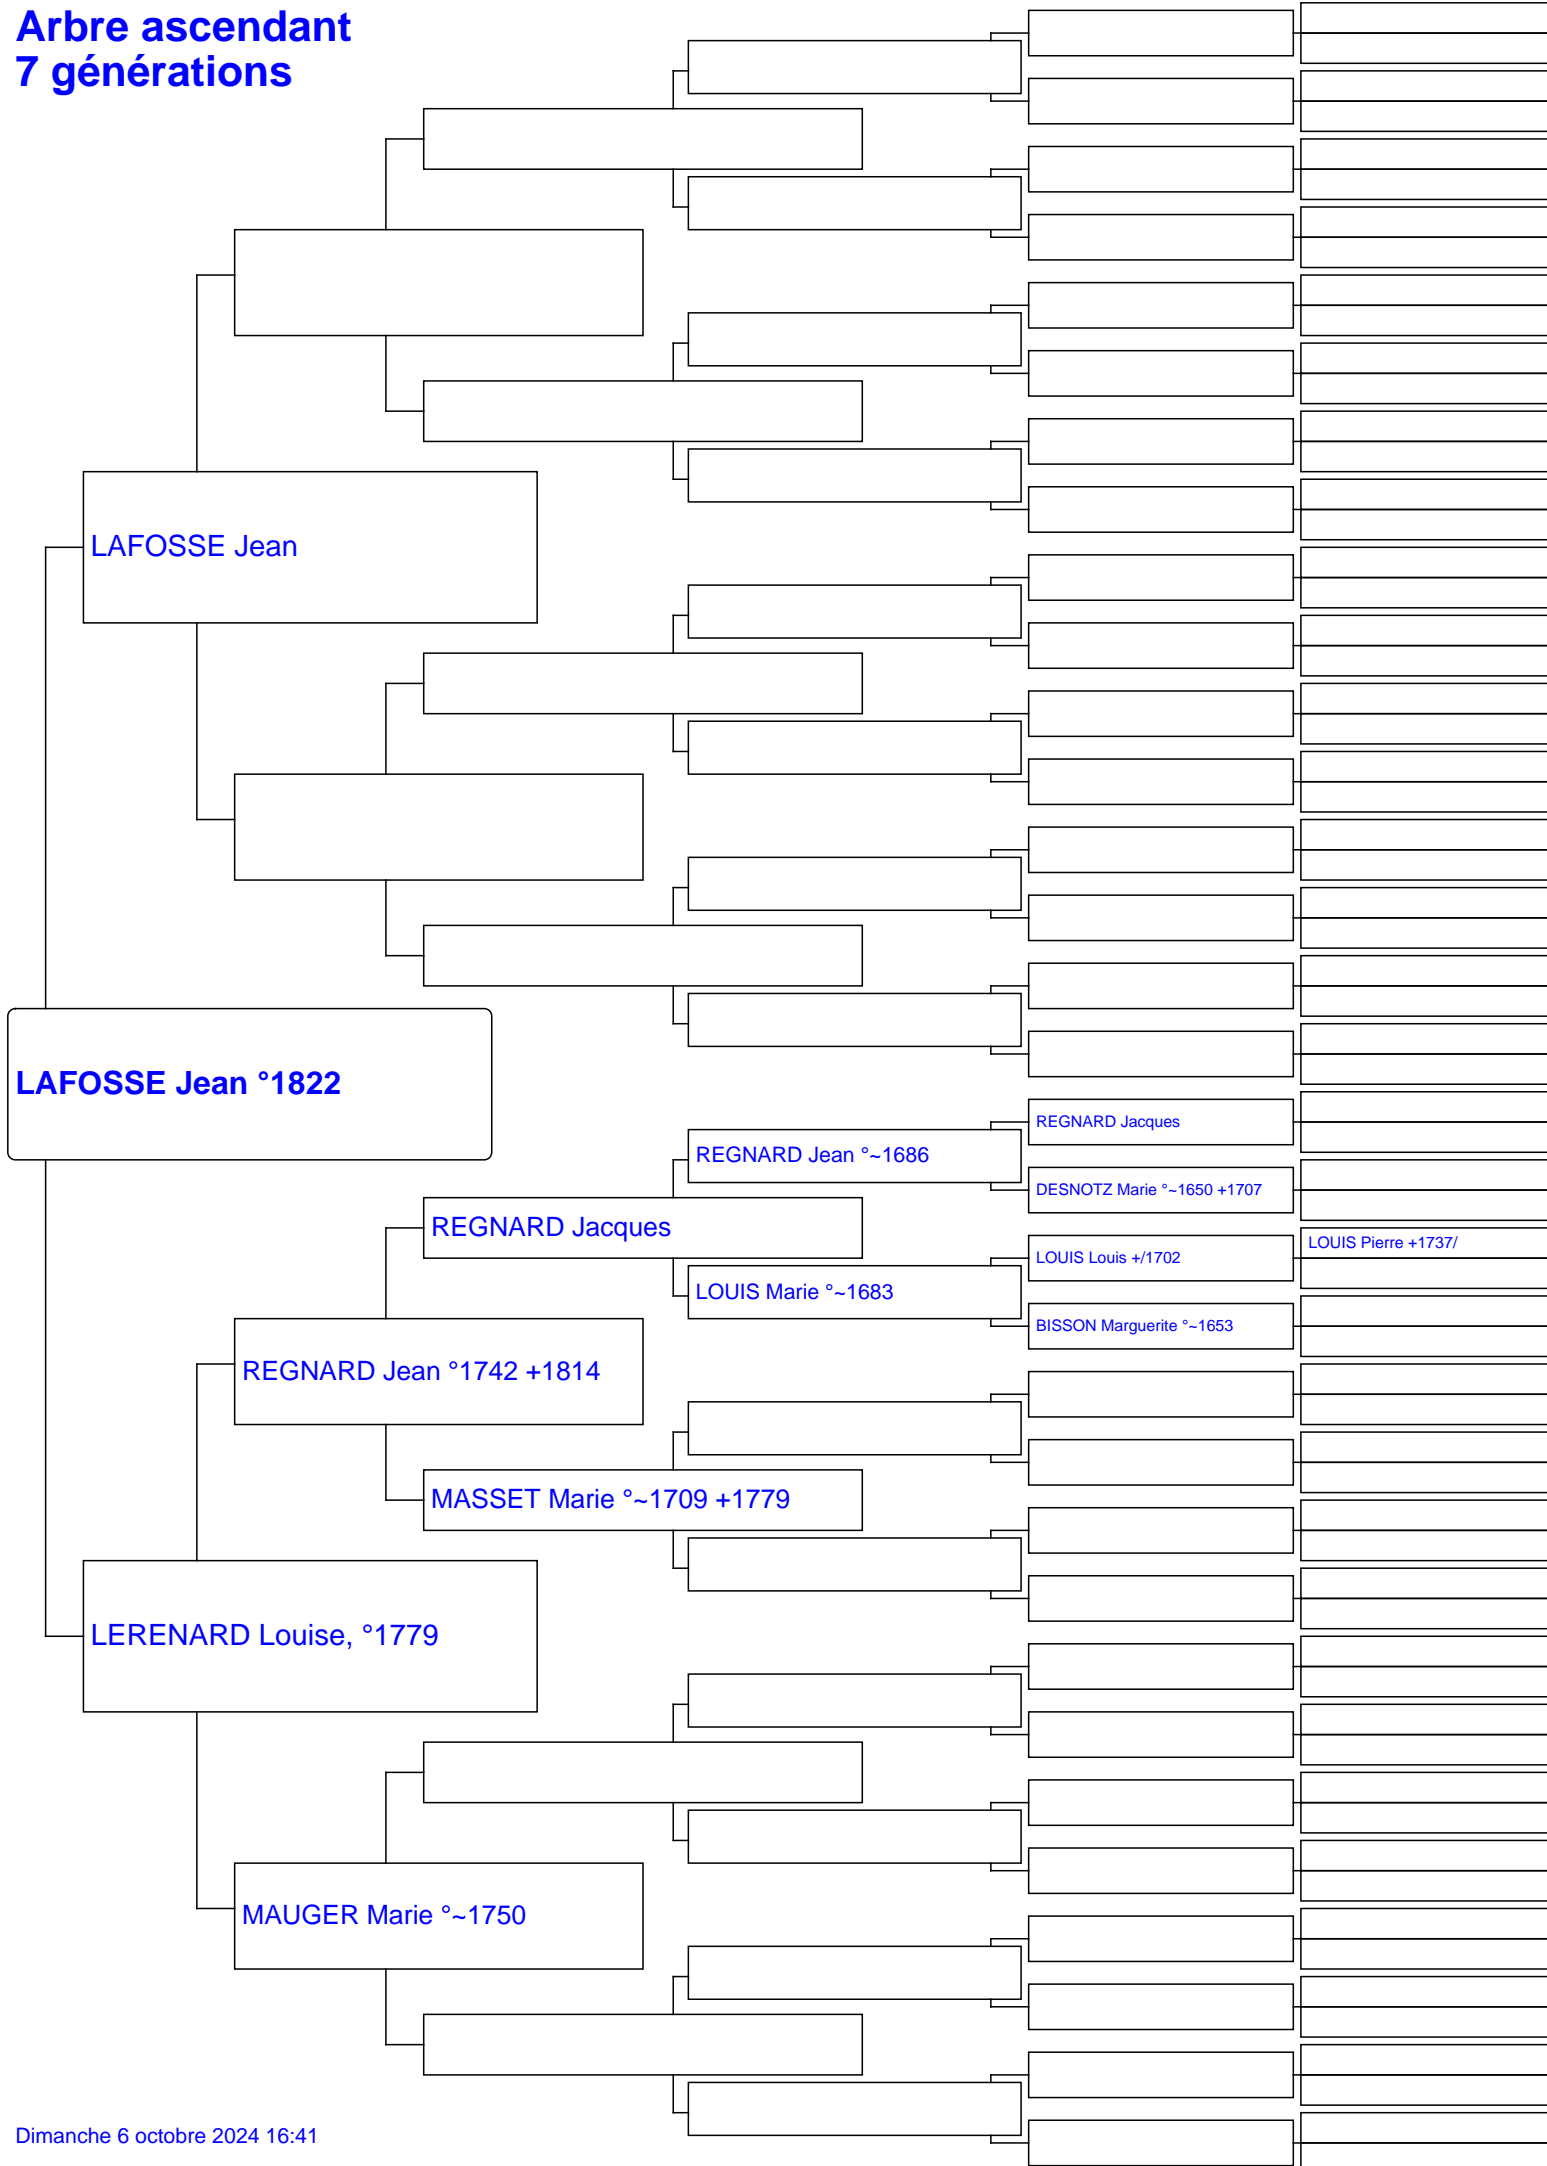 Arbre ascendant
7 générations
LAFOSSE Jean
LAFOSSE Jean °1822
REGNARD Jacques
REGNARD Jean °~1686
DESNOTZ Marie °~1650 +1707
REGNARD Jacques
LOUIS Pierre +1737/
LOUIS Louis +/1702
LOUIS Marie °~1683
BISSON Marguerite °~1653
REGNARD Jean °1742 +1814
MASSET Marie °~1709 +1779
LERENARD Louise, °1779
MAUGER Marie °~1750
Dimanche 6 octobre 2024 16:41